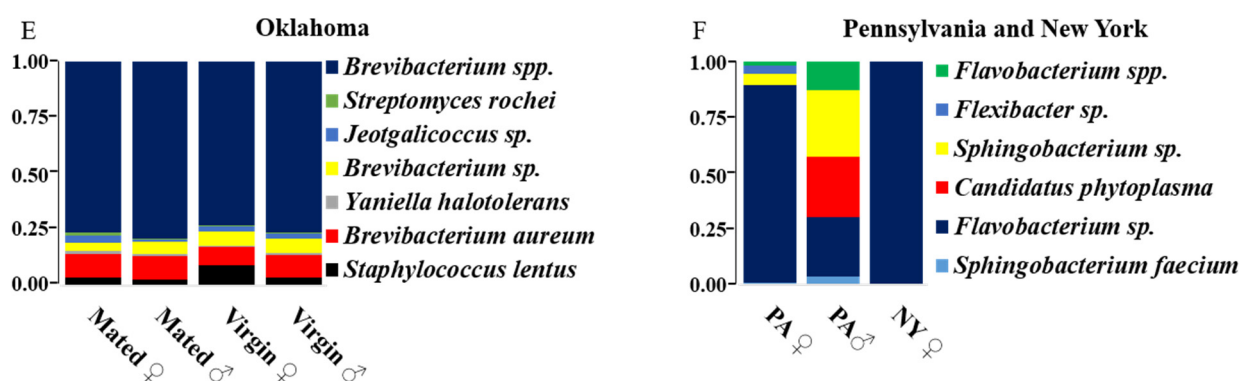 E
Oklahoma
1.00
0.75
0.50
0.25
0.00
Brevibacterium spp.
Streptomyces rochei
Jeotgalicoccus sp.
Brevibacterium sp.
Yaniella halotolerans
Brevibacterium aureum
Staphylococcus lentus
Mated ♀
Mated ♂
Virgin ♀
Virgin ♂
F
Pennsylvania and New York
1.00
0.75
0.50
0.25
0.00
Flavobacterium spp.
Flexibacter sp.
Sphingobacterium sp.
Candidatus phytoplasma
Flavobacterium sp.
Sphingobacterium faecium
PA ♀
PA ♂
NY ♀